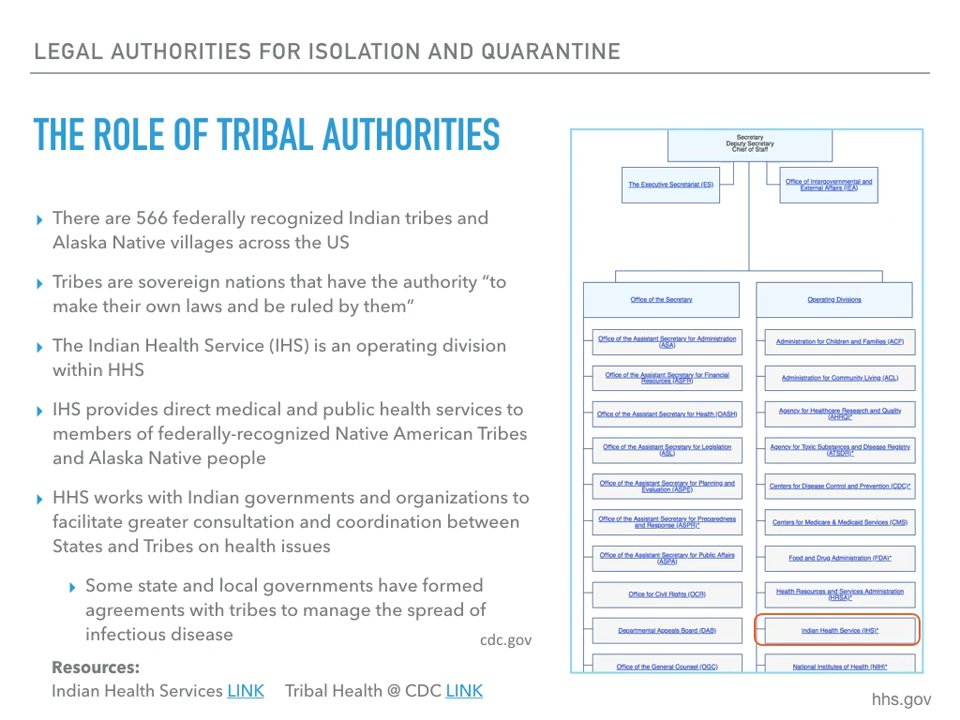 LEGAL AUTHORITIES FOR ISOLATION AND QUARANTINE
THE ROLE OF TRIBAL AUTHORITIES
There are 566 federally recognized Indian tribes and
Alaska Native villages across the US
Tribes are sovereign nations that have the authority “to
make their own laws and be ruled by them”
The Indian Health Service (IHS) is an operating division
within HHS
IHS provides direct medical and public health services to
members of federally-recognized Native American Tribes
and Alaska Native people
HHS works with Indian governments and organizations to
facilitate greater consultation and coordination between
States and Tribes on health issues
Some state and local governments have formed
agreements with tribes to manage the spread of
infectious disease
cdc.gov
Resources:
Indian Health Services LINK Tribal Health @ CDC LINK
Secretary
Deputy Secretary
Chief of Staff
The Executive Secretariat (ES)
Office of Intergovernmental and
External Affairs (IEA)
Office of the Secretary
Office of the Assistant Secretary for Administration
(ASA)
Office of the Assistant Secretary for Financial
Resources (ASFR)
Office of the Assistant Secretary for Health (OASH)
Office of the Assistant Secretary for Legislation
(ASL)
Office of the Assistant Secretary for Planning and
Evaluation (ASPE)
Office of the Assistant Secretary for Preparedness
and Response (ASPR)*
Office of the Assistant Secretary for Public Affairs
(ASPA)
Office for Civil Rights (OCR)
Departmental Appeals Board (DAB)
Office of the General Counsel (OGC)
Operating Divisions
Administration for Children and Families (ACF)
Administration for Community Living (ACL)
Agency for Healthcare Research and Quality
(AHRQ)*
Agency for Toxic Substances and Disease Registry
(ATSDR)*
Centers for Disease Control and Prevention (CDC)*
Centers for Medicare & Medicaid Services (CMS)
Food and Drug Administration (FDA)*
Health Resources and Services Administration
(HRSA)*
Indian Health Service (IHS)*
National Institutes of Health (NIH)*
hhs.gov